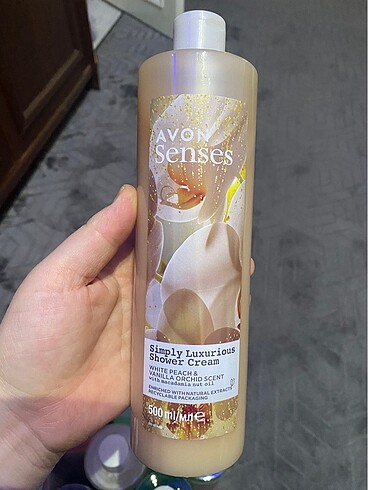 AVON
Senses
Simply Luxurious
Shower Cream
WHITE PEACH &
VANILLA ORCHID SCENT
with macadamia nut oil
ENRICHED WITH NATURAL EXTRACTS
RECYCLABLE PACKAGING
500 ml/мл℮